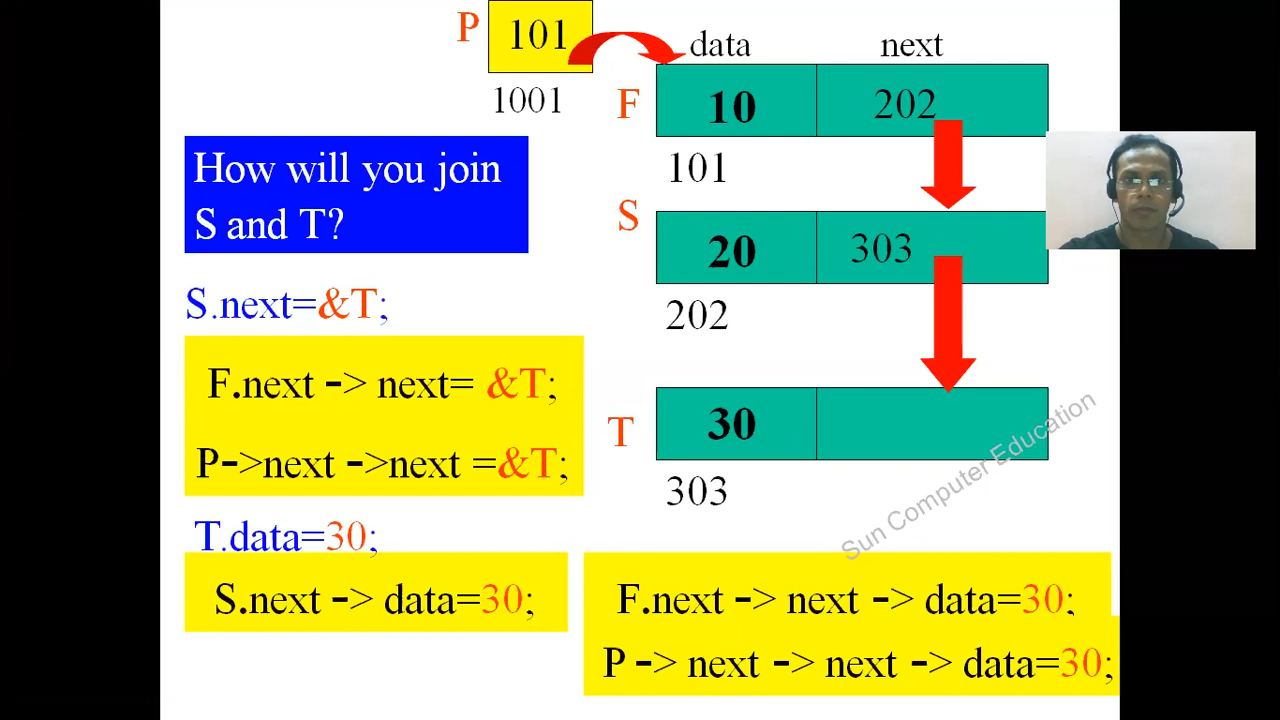 P
101
1001
data
next
F
10
202
101
How will you join
S and T?
S
20
303
202
S.next=&T;
F.next -> next= &T;
P->next ->next =&T;
T
30
303
T.data=30;
S.next -> data=30;
F.next -> next -> data=30;
P -> next -> next -> data=30;
Sun Computer Education